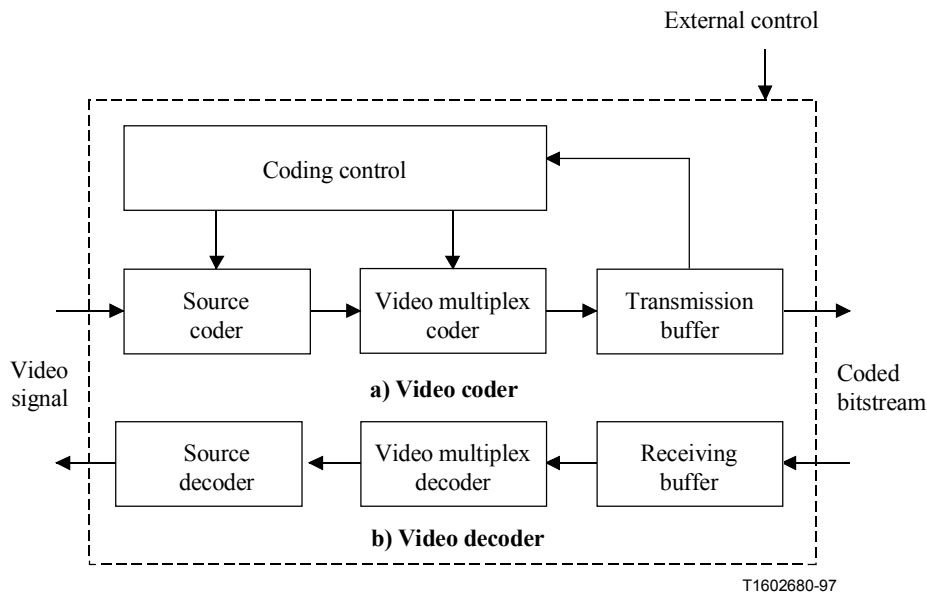 External control
Coding control
Source
coder
Video multiplex
coder
Transmission
buffer
Video
signal
a) Video coder
Coded
bitstream
Source
decoder
Video multiplex
decoder
Receiving
buffer
b) Video decoder
T1602680-97